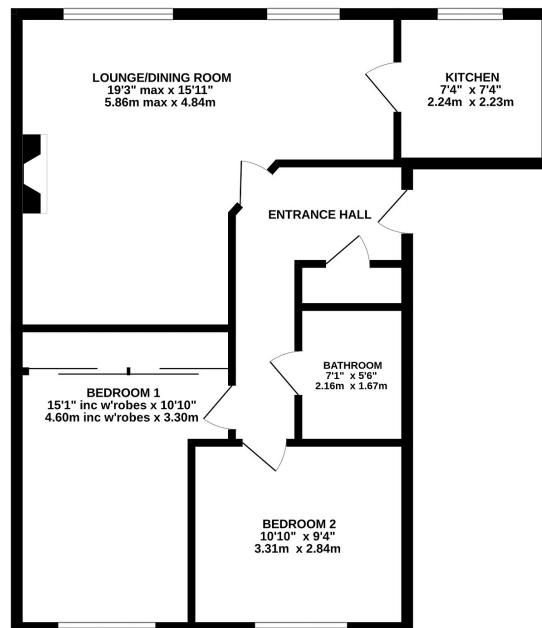 LOUNGE/DINING ROOM
19'3" max x 15'11"
5.86m max x 4.84m
KITCHEN
7'4" x 7'4"
2.24m x 2.23m
ENTRANCE HALL
BATHROOM
7'1" x 5'6"
2.16m x 1.67m
BEDROOM 1
15'1" inc w'robes x 10'10"
4.60m inc w'robes x 3.30m
BEDROOM 2
10'10" x 9'4"
3.31m x 2.84m